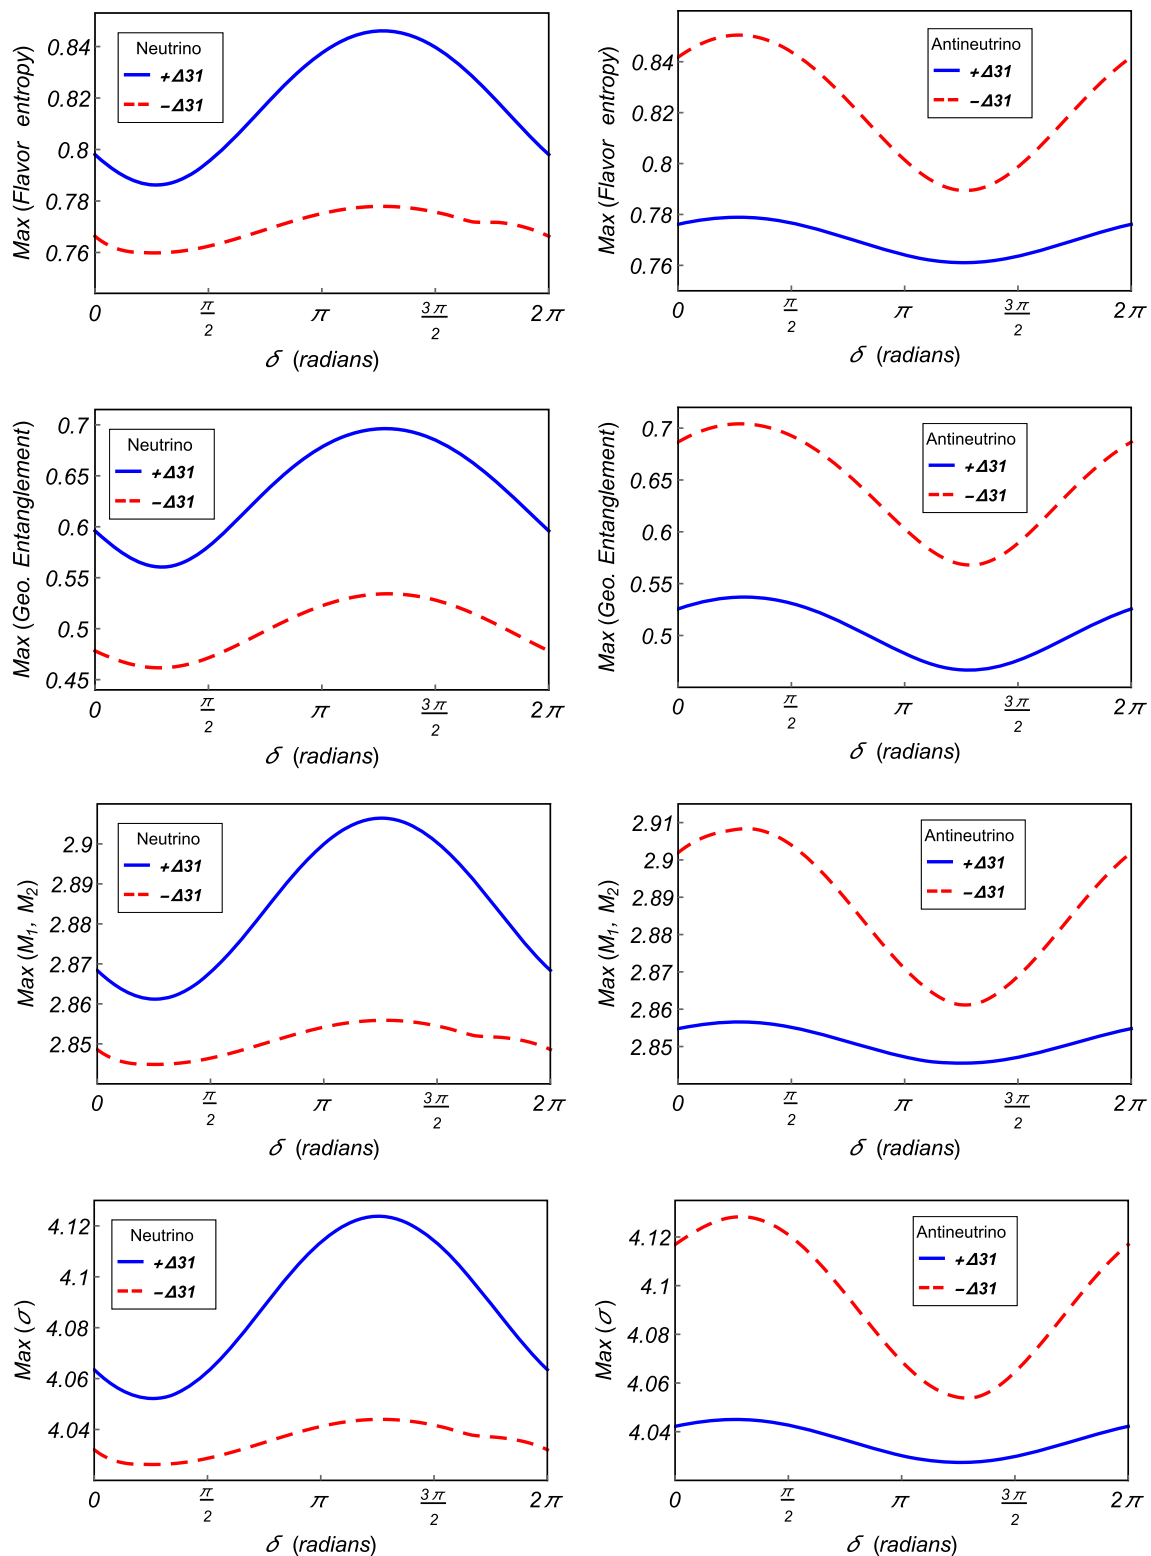 Max (Flavor entropy)
0.84
0.82
0.8
0.78
0.76
Neutrino
+Δ31
−Δ31
0
π/2
π
3π/2
2π
δ (radians)
Max (Flavor entropy)
0.84
0.82
0.8
0.78
0.76
Antineutrino
+Δ31
−Δ31
0
π/2
π
3π/2
2π
δ (radians)
Max (Geo. Entanglement)
0.7
0.65
0.6
0.55
0.5
0.45
Neutrino
+Δ31
−Δ31
0
π/2
π
3π/2
2π
δ (radians)
Max (Geo. Entanglement)
0.7
0.65
0.6
0.55
0.5
Antineutrino
+Δ31
−Δ31
0
π/2
π
3π/2
2π
δ (radians)
Max (M1, M2)
2.9
2.89
2.88
2.87
2.86
2.85
Neutrino
+Δ31
−Δ31
0
π/2
π
3π/2
2π
δ (radians)
Max (M1, M2)
2.91
2.9
2.89
2.88
2.87
2.86
2.85
Antineutrino
+Δ31
−Δ31
0
π/2
π
3π/2
2π
δ (radians)
Max (σ)
4.12
4.1
4.08
4.06
4.04
Neutrino
+Δ31
−Δ31
0
π/2
π
3π/2
2π
δ (radians)
Max (σ)
4.12
4.1
4.08
4.06
4.04
Antineutrino
+Δ31
−Δ31
0
π/2
π
3π/2
2π
δ (radians)